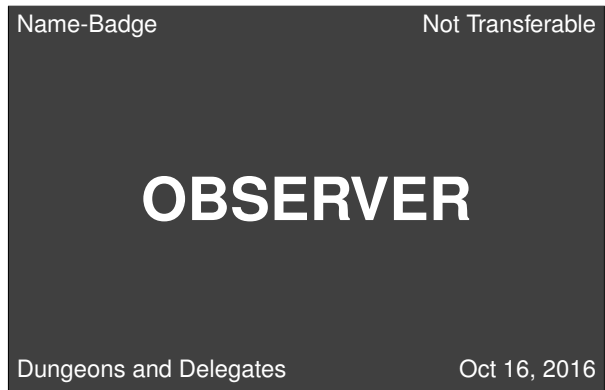 Name-Badge Not Transferable
OBSERVER
Dungeons and Delegates Oct 16, 2016